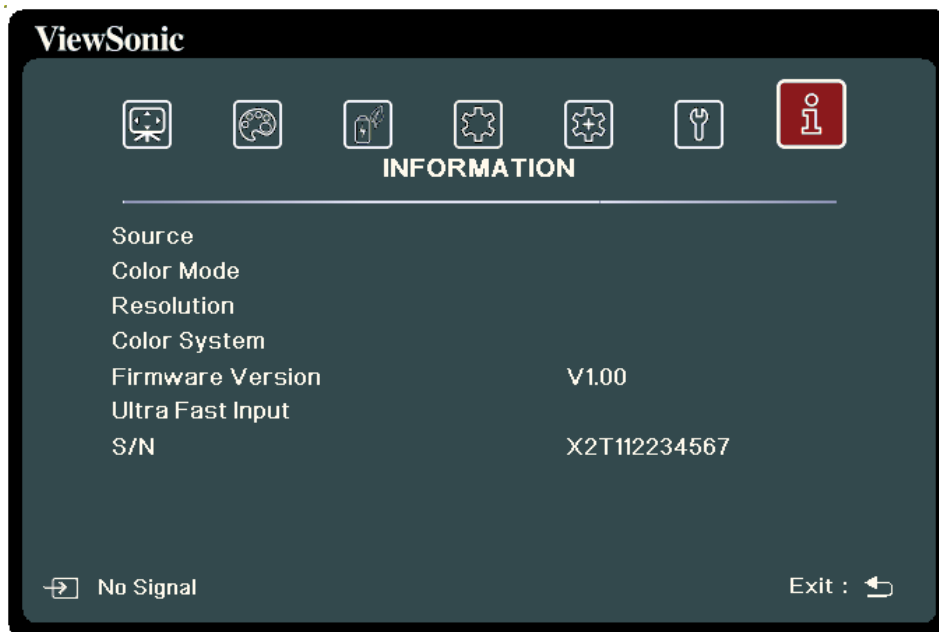 ViewSonic
INFORMATION
Source
Color Mode
Resolution
Color System
Firmware Version V1.00
Ultra Fast Input
S/N X2T112234567
No Signal Exit :